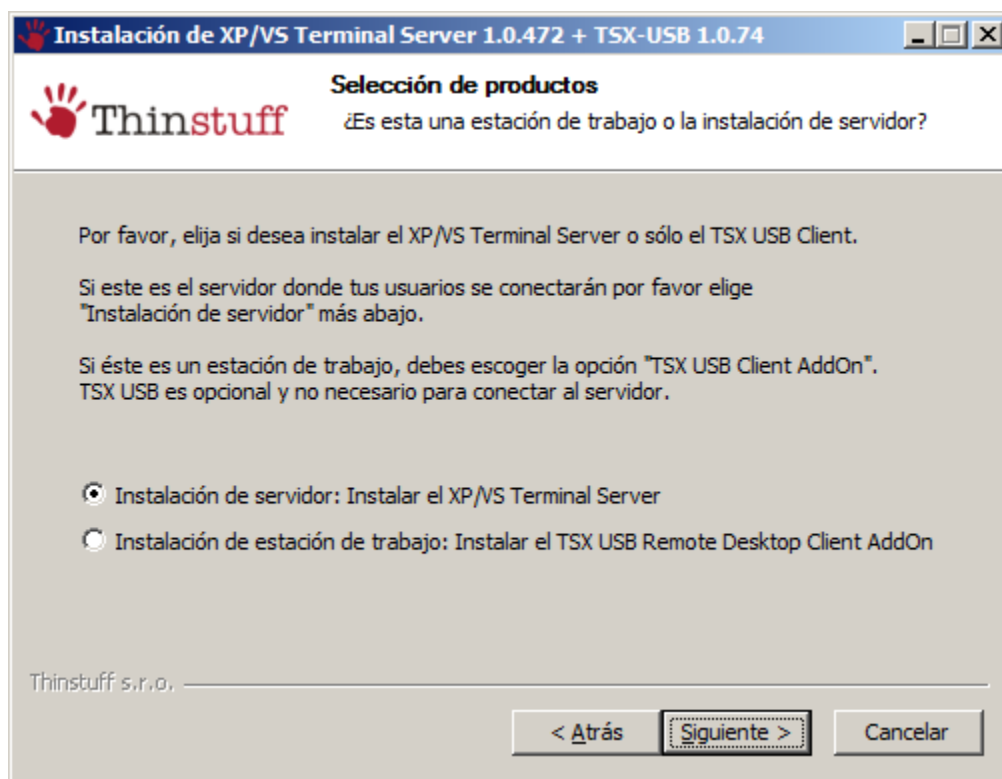 Instalación de XP/VS Terminal Server 1.0.472 + TSX-USB 1.0.74
Thinstuff
Selección de productos
¿Es esta una estación de trabajo o la instalación de servidor?
Por favor, elija si desea instalar el XP/VS Terminal Server o sólo el TSX USB Client.
Si este es el servidor donde tus usuarios se conectarán por favor elige
"Instalación de servidor" más abajo.
Si éste es un estación de trabajo, debes escoger la opción "TSX USB Client AddOn".
TSX USB es opcional y no necesario para conectar al servidor.
Instalación de servidor: Instalar el XP/VS Terminal Server
Instalación de estación de trabajo: Instalar el TSX USB Remote Desktop Client AddOn
Thinstuff s.r.o.
< Atrás
Siguiente >
Cancelar